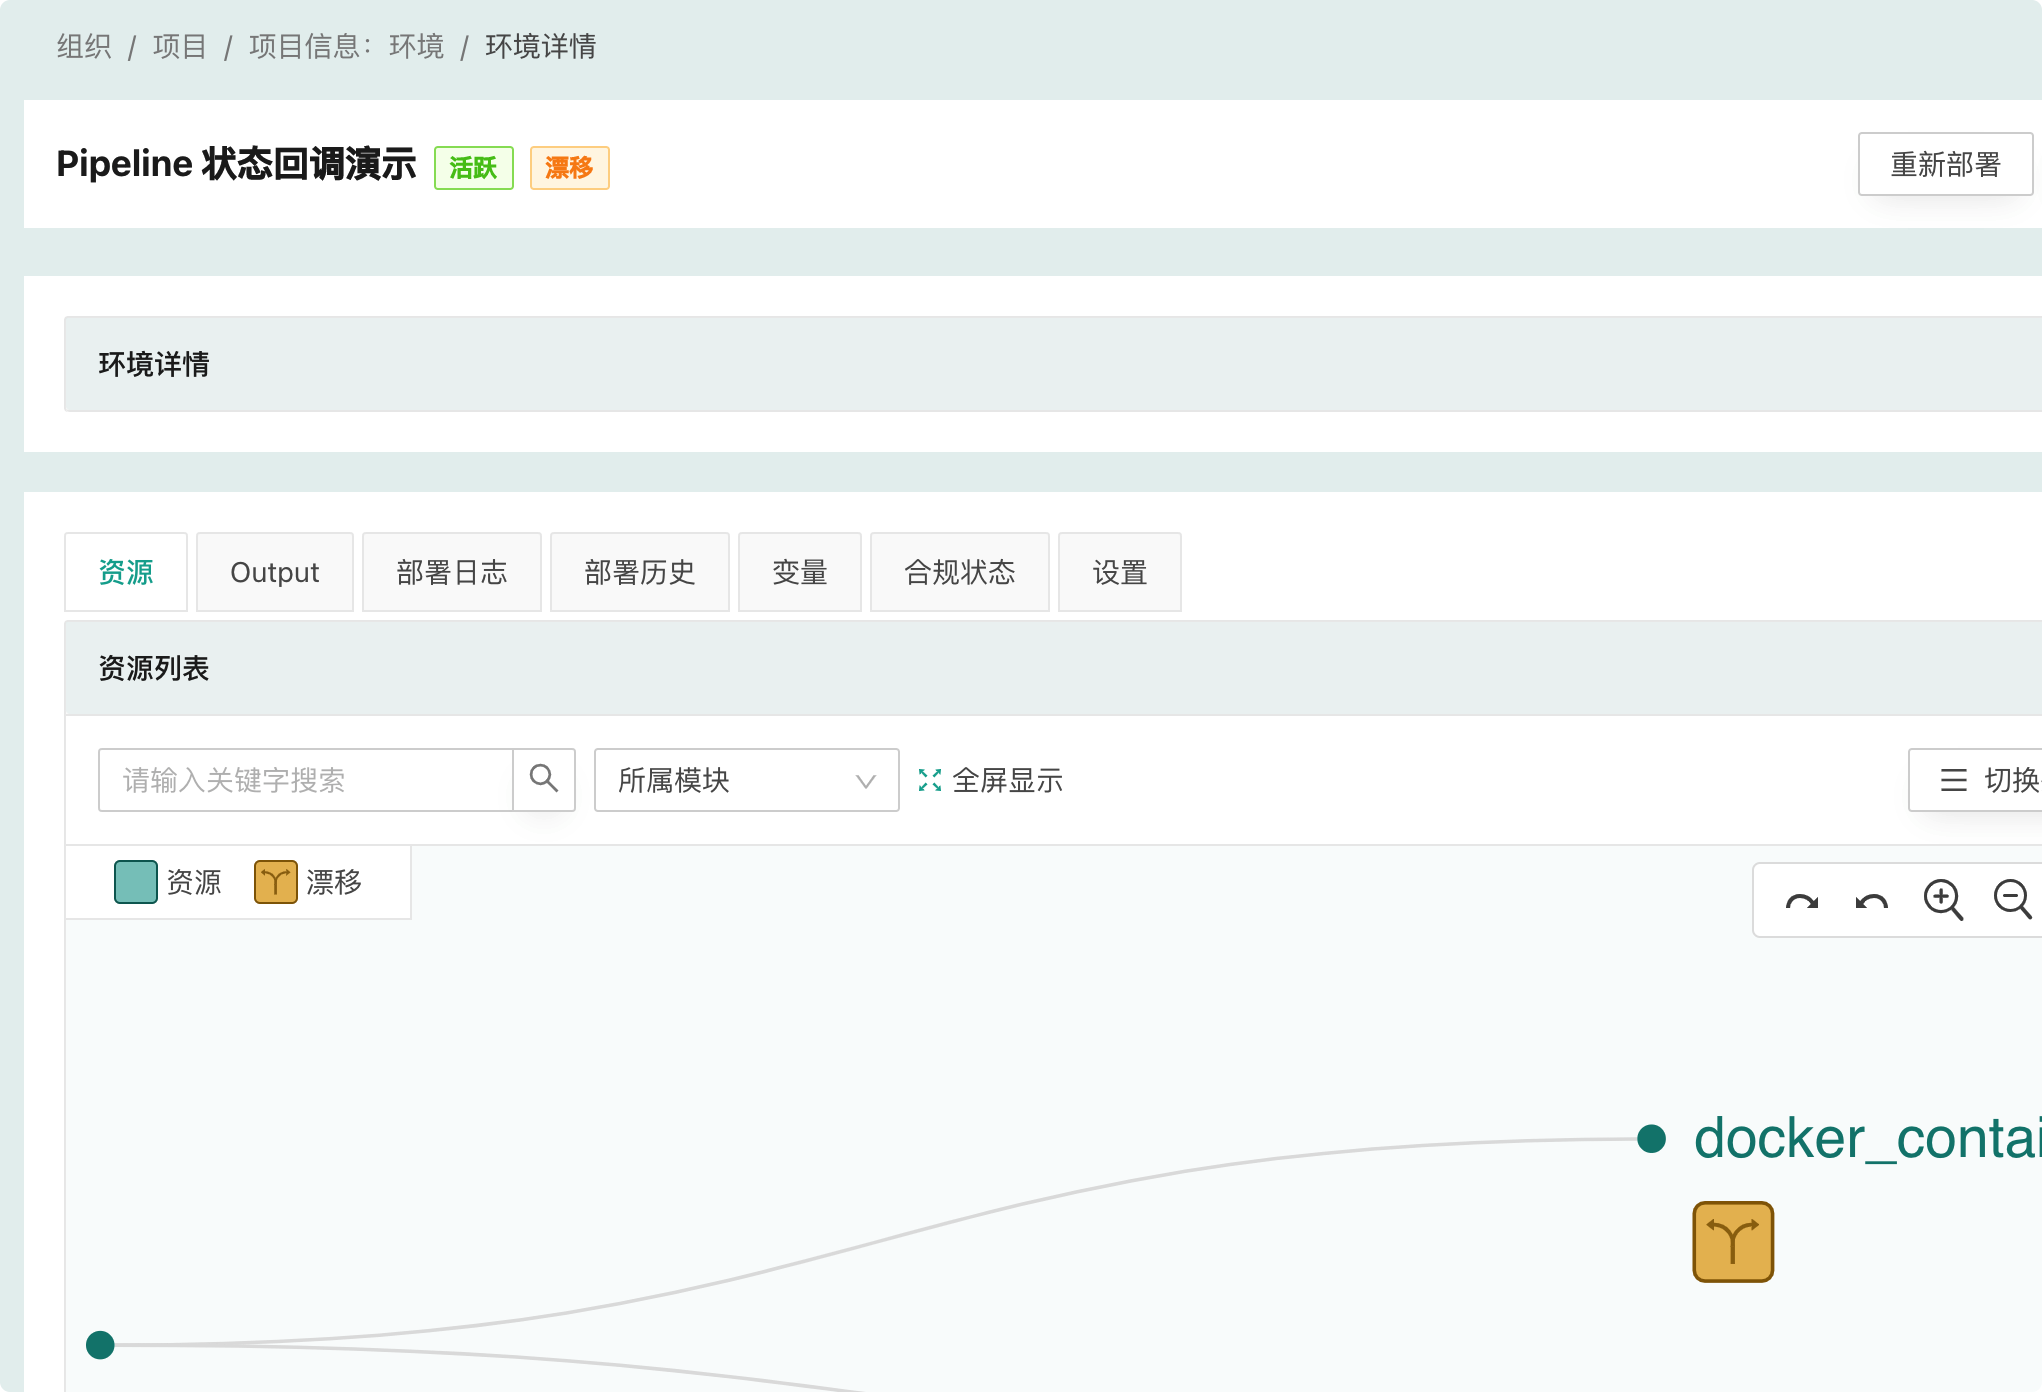 组织 / 项目 / 项目信息：环境 / 环境详情
Pipeline 状态回调演示 活跃 漂移 重新部署
环境详情
资源 Output 部署日志 部署历史 变量 合规状态 设置
资源列表
请输入关键字搜索 所属模块 全屏显示 切换
资源 漂移
docker_contai